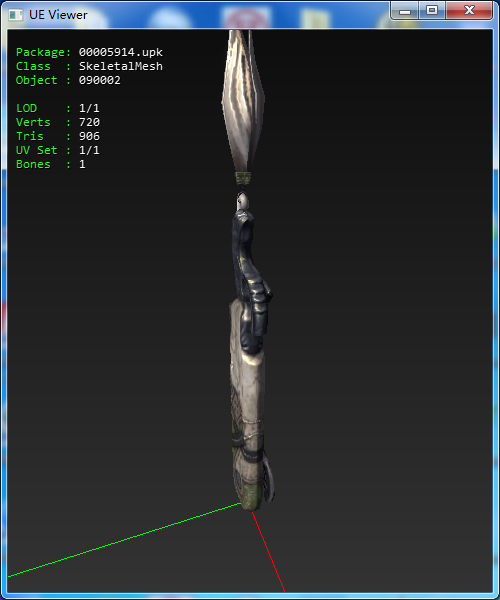 UE Viewer
Package: 00005914.upk
Class : SkeletalMesh
Object : 090002
LOD : 1/1
Verts : 720
Tris : 906
UV Set : 1/1
Bones : 1